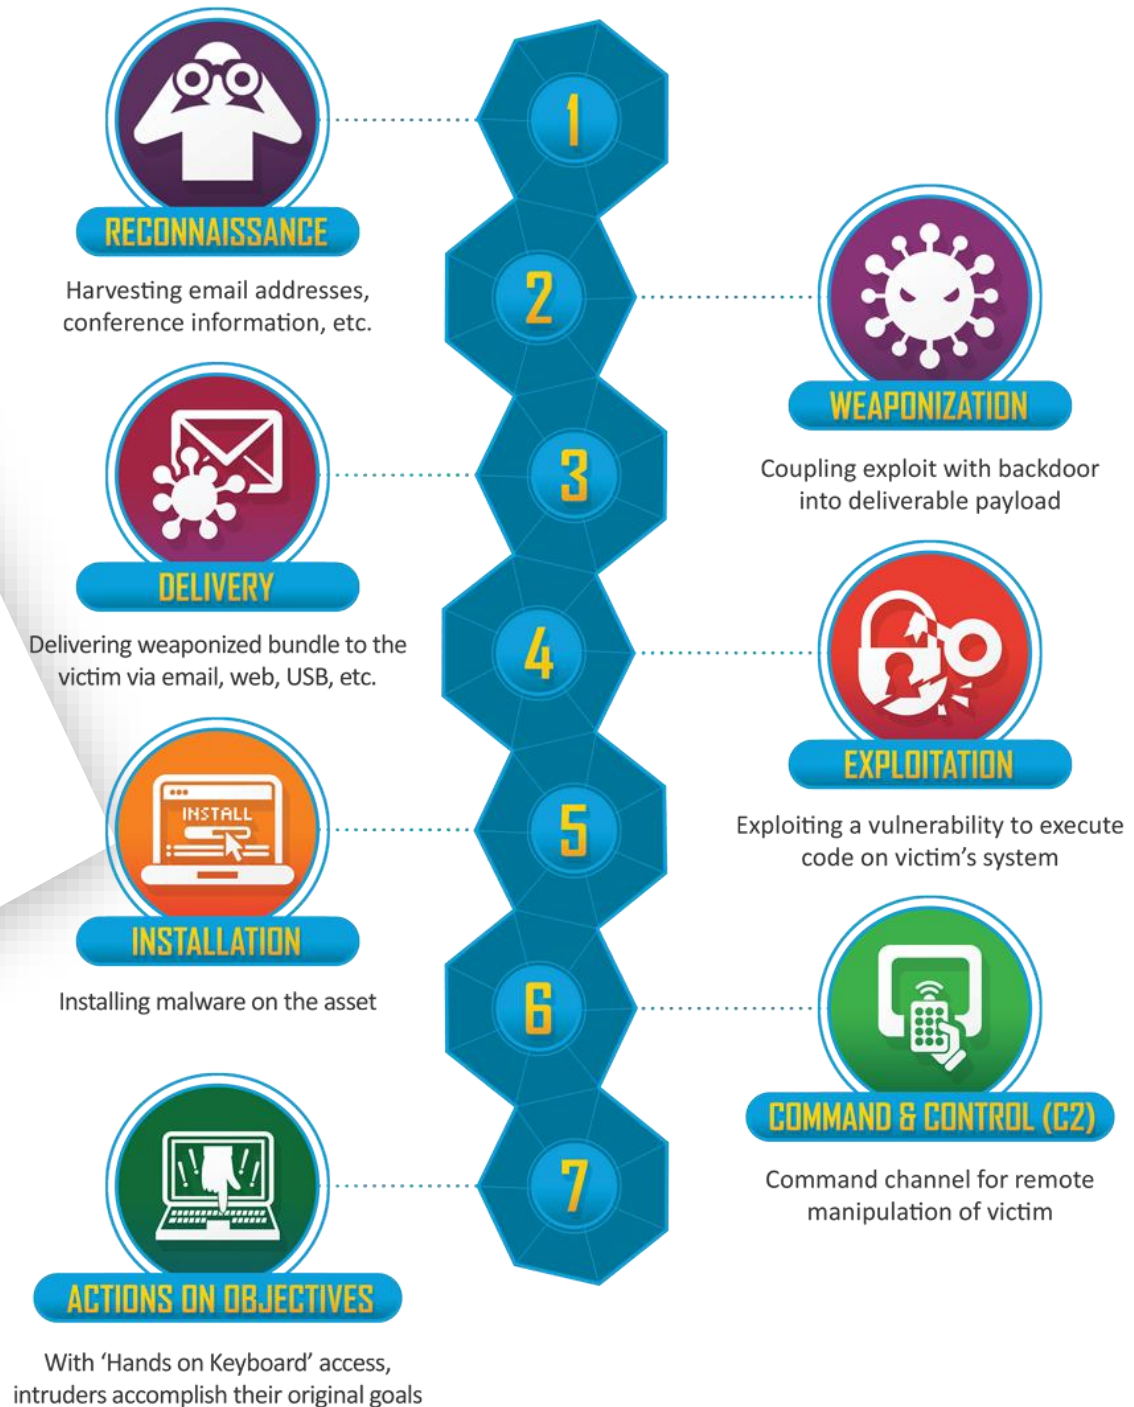 1
RECONNAISSANCE
Harvesting email addresses,
conference information, etc.
2
WEAPONIZATION
Coupling exploit with backdoor
into deliverable payload
3
DELIVERY
Delivering weaponized bundle to the
victim via email, web, USB, etc.
4
EXPLOITATION
Exploiting a vulnerability to execute
code on victim’s system
5
INSTALL
INSTALLATION
Installing malware on the asset
6
COMMAND & CONTROL (C2)
Command channel for remote
manipulation of victim
7
ACTIONS ON OBJECTIVES
With ‘Hands on Keyboard’ access,
intruders accomplish their original goals